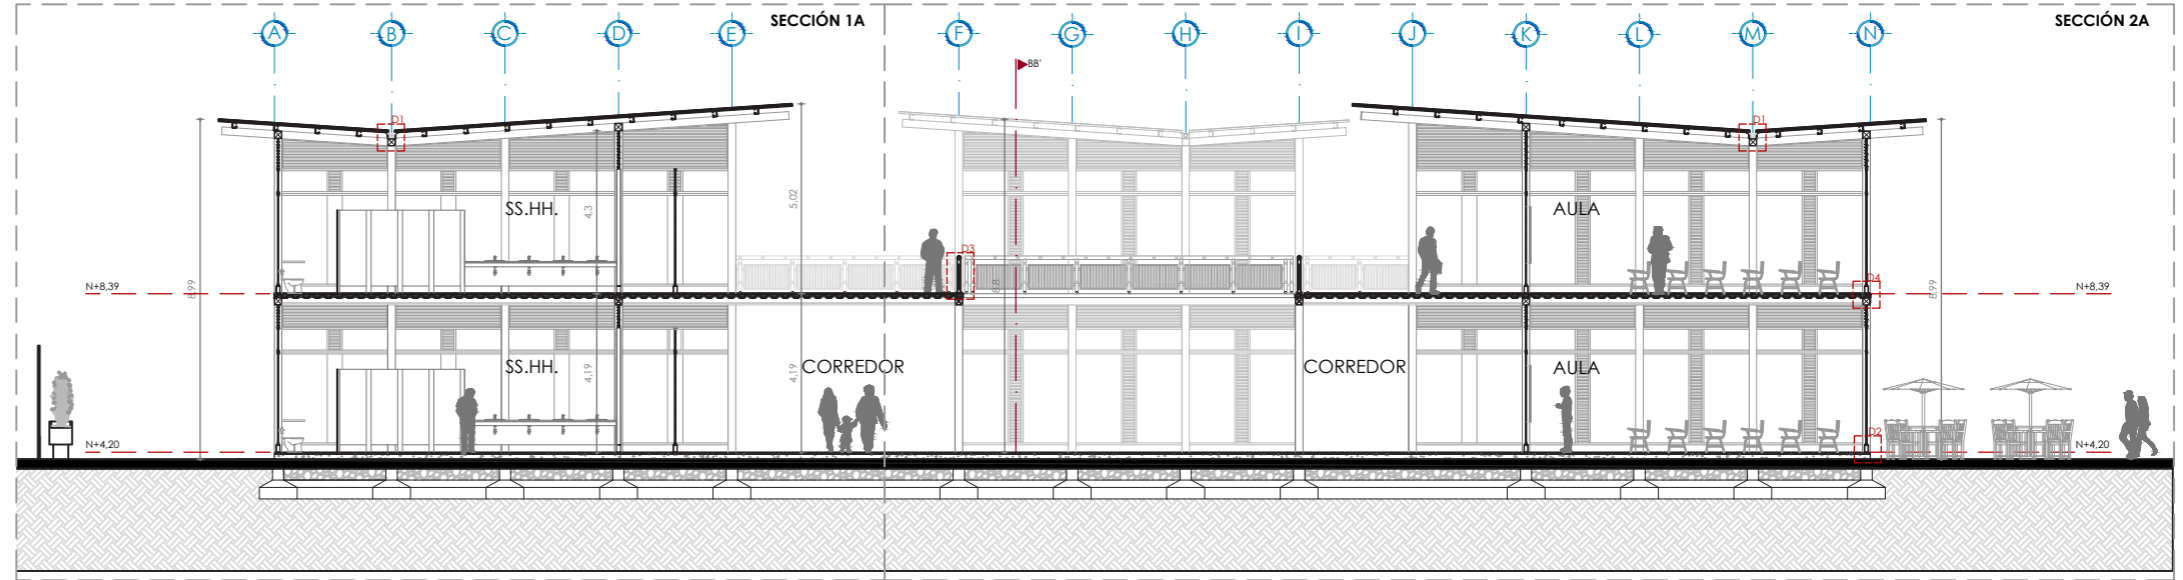 SECCIÓN 1A
SECCIÓN 2A
A B C D E F G H I J K L M N
BB'
D1
D1
5,02
SS.HH.
4,3
AULA
D3
D4
N+8,39
8,99
8,8
8,99
N+8,39
SS.HH.
4,19
4,19
CORREDOR
CORREDOR
AULA
D2
N+4,20
N+4,20